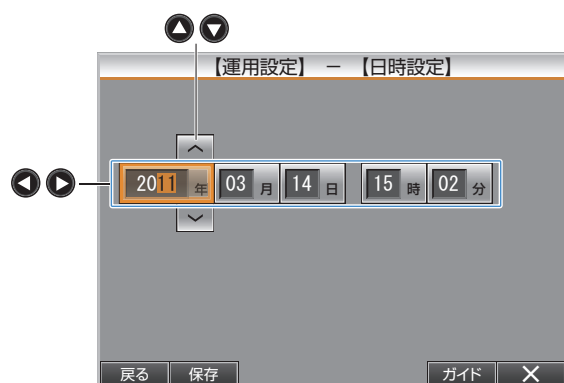 【運用設定】 － 【日時設定】
2011 年 03 月 14 日 15 時 02 分
戻る 保存 ガイド ×